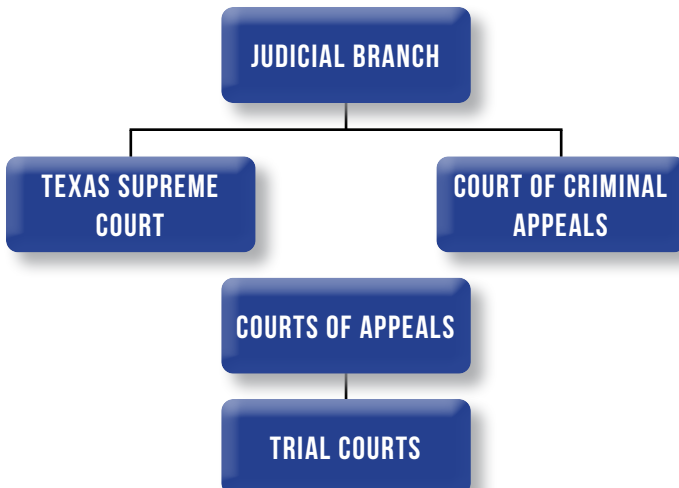 JUDICIAL BRANCH
TEXAS SUPREME
COURT
COURT OF CRIMINAL
APPEALS
COURTS OF APPEALS
TRIAL COURTS